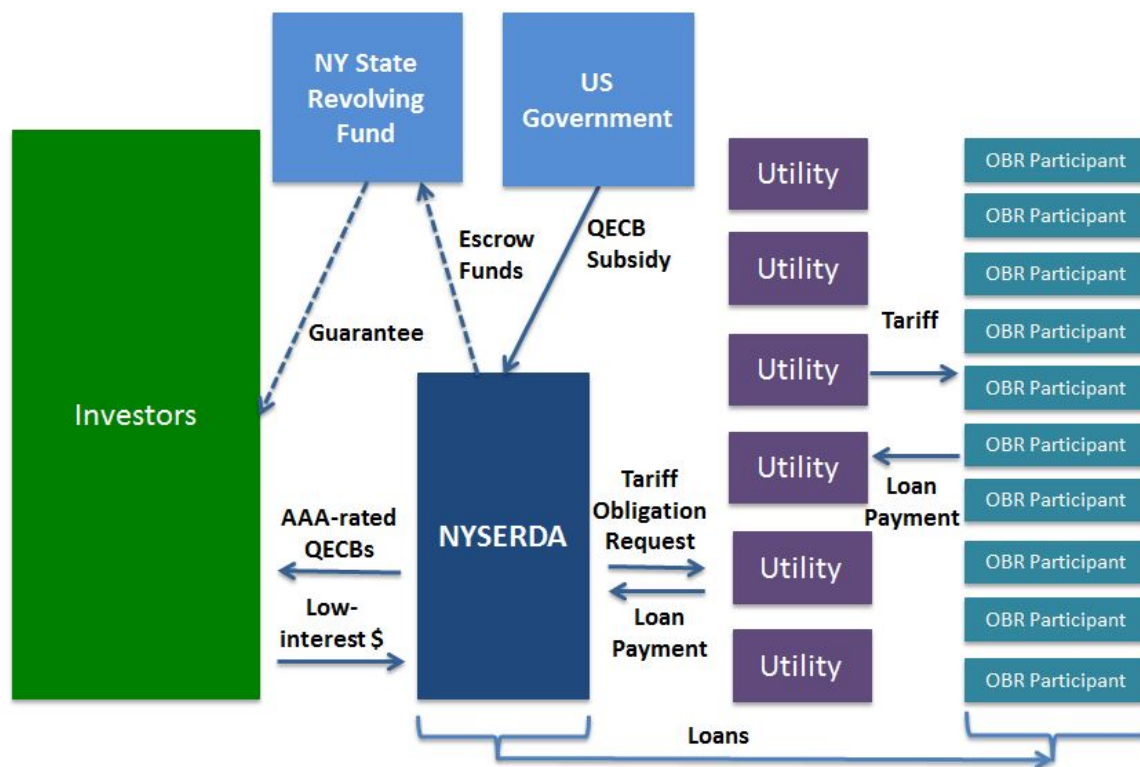 NY State
Revolving
Fund
US
Government
Escrow
Funds
QECB
Subsidy
Guarantee
Investors
AAA-rated
QECBs
Low-
interest $
NYSERDA
Tariff
Obligation
Request
Loan
Payment
Utility
Utility
Utility
Utility
Utility
Utility
Tariff
Loan
Payment
OBR Participant
OBR Participant
OBR Participant
OBR Participant
OBR Participant
OBR Participant
OBR Participant
OBR Participant
OBR Participant
OBR Participant
Loans